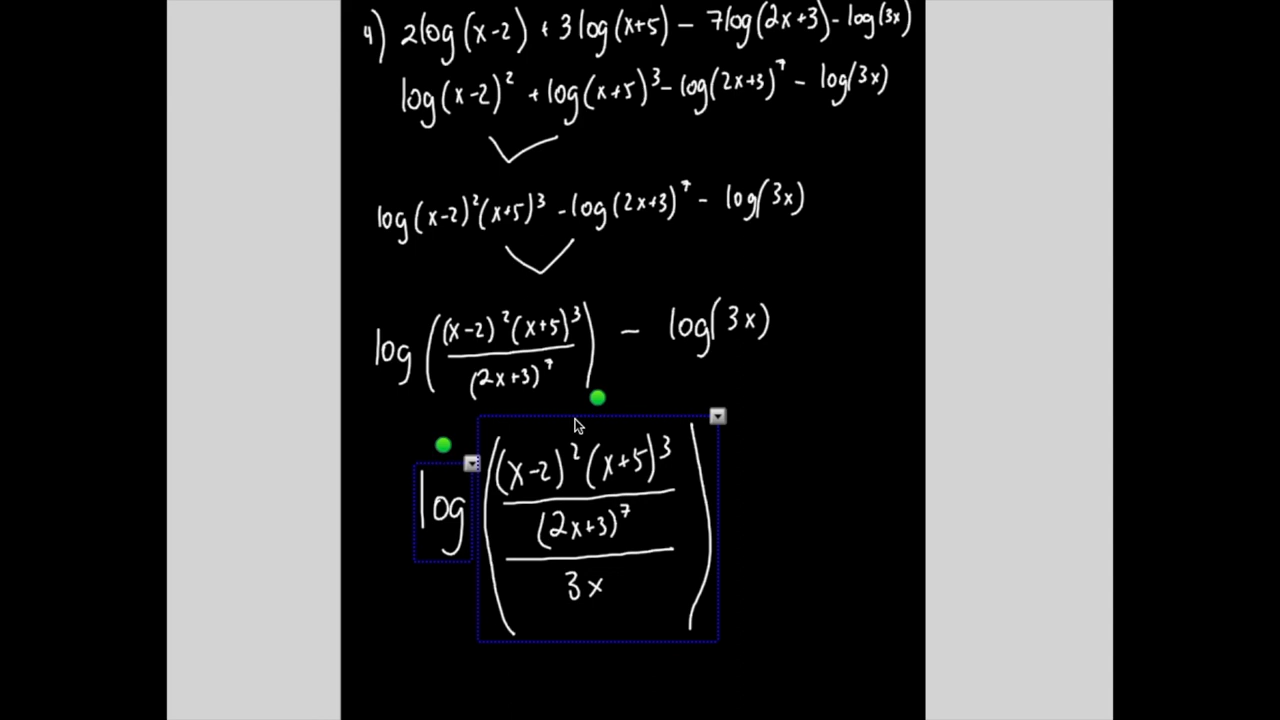 4) 2log(x-2) + 3log(x+5) - 7log(2x+3) - log(3x)
log(x-2)² + log(x+5)³ - log(2x+3)⁷ - log(3x)
log(x-2)²(x+5)³ - log(2x+3)⁷ - log(3x)
log((x-2)²(x+5)³/(2x+3)⁷) - log(3x)
log(((x-2)²(x+5)³/(2x+3)⁷)/3x)